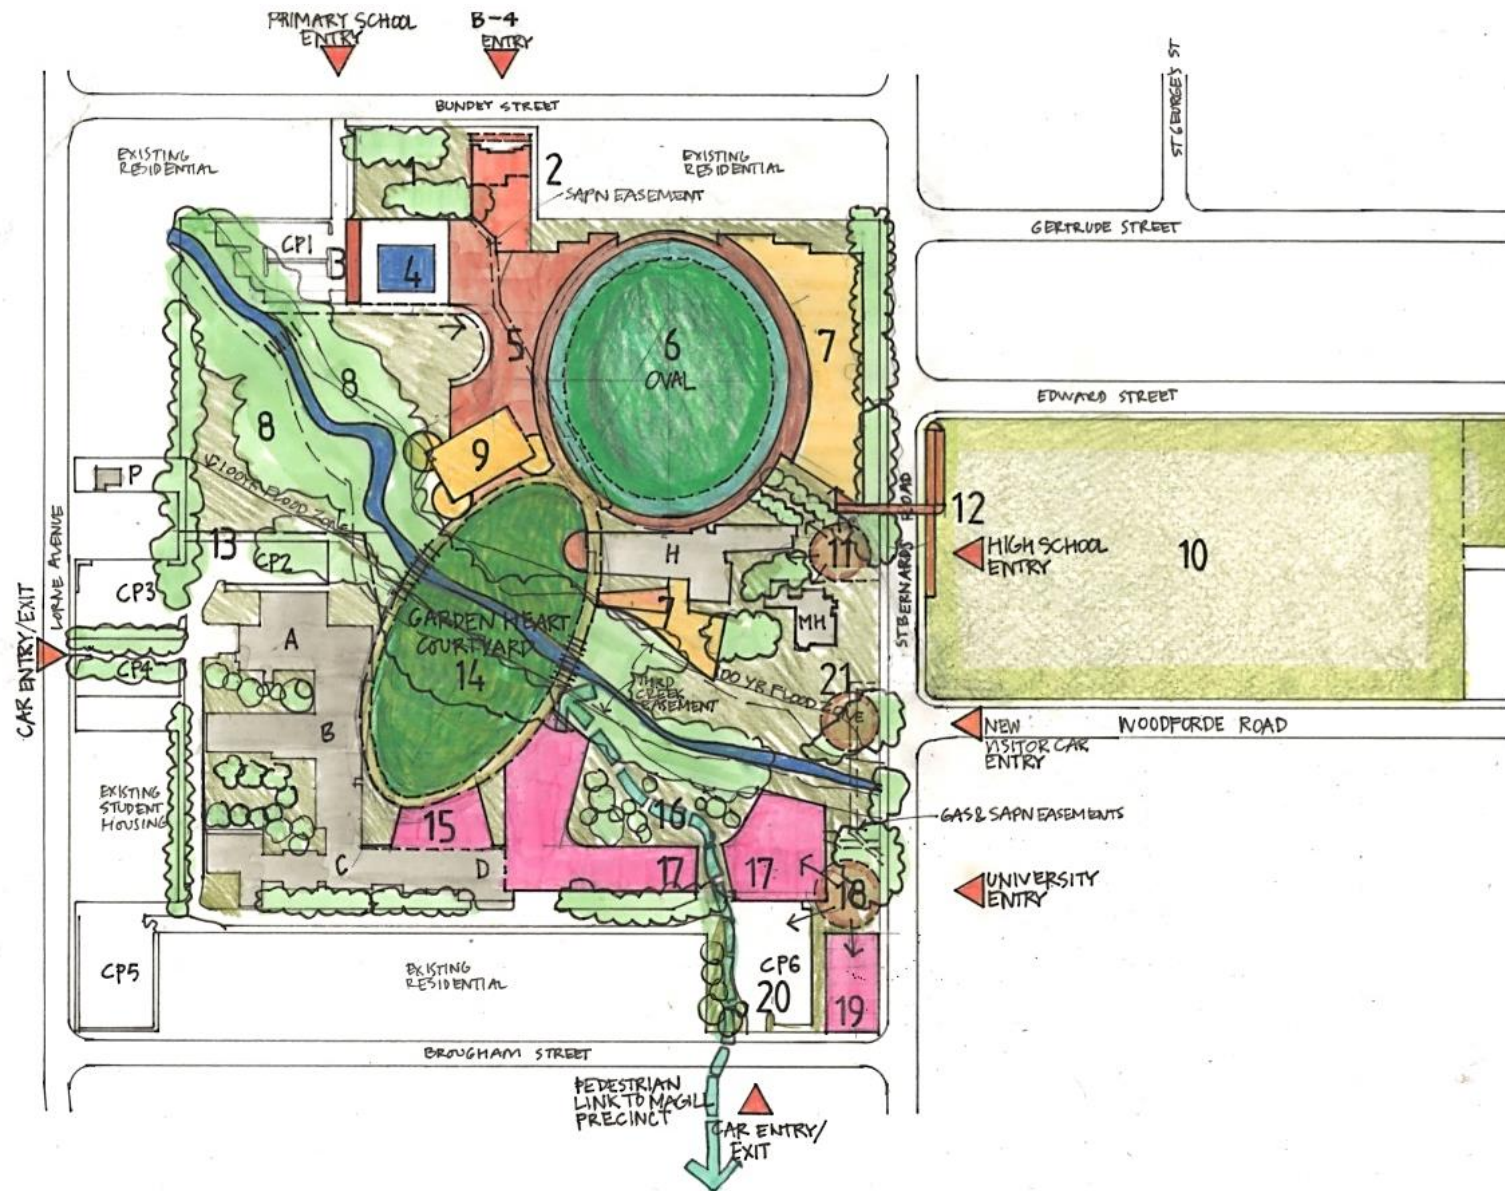 PRIMARY SCHOOL
ENTRY
B-4
ENTRY
BUNDEY STREET
ST GEORGES ST
EXISTING
RESIDENTIAL
2
EXISTING
RESIDENTIAL
1
SAPN EASEMENT
GERTRUDE STREET
CP1
3
4
5
6
OVAL
7
8
8
EDWARD STREET
9
P
¢ 100YR FLOOD ZONE
LORNE AVENUE
ST BERNARDS ROAD
12
HIGH SCHOOL
ENTRY
10
13
CP2
H
11
CP3
7
MH
CAR ENTRY/EXIT
A
GARDEN HEART
COURTYARD
14
CP4
THIRD
CREEK
EASEMENT
100 YR FLOOD ZONE
21
B
NEW
VISITOR CAR
ENTRY
WOODFORDE ROAD
EXISTING
STUDENT
HOUSING
15
16
GAS & SAPN EASEMENTS
C
D
17
17
18
UNIVERSITY
ENTRY
CP5
EXISTING
RESIDENTIAL
CP6
20
19
BROUGHAM STREET
PEDESTRIAN
LINK TO MAGILL
PRECINCT
CAR ENTRY/
EXIT